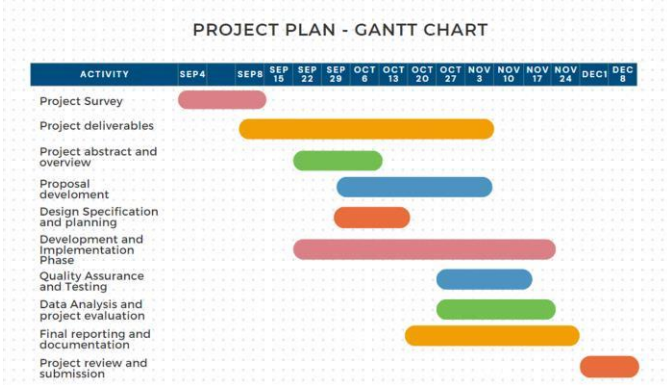 PROJECT PLAN - GANTT CHART
ACTIVITY SEP4 SEP8 SEP 15 SEP 22 SEP 29 OCT 6 OCT 13 OCT 20 OCT 27 NOV 3 NOV 10 NOV 17 NOV 24 DEC1 DEC 8
Project Survey
Project deliverables
Project abstract and
overview
Proposal
develoment
Design Specification
and planning
Development and
Implementation
Phase
Quality Assurance
and Testing
Data Analysis and
project evaluation
Final reporting and
documentation
Project review and
submission